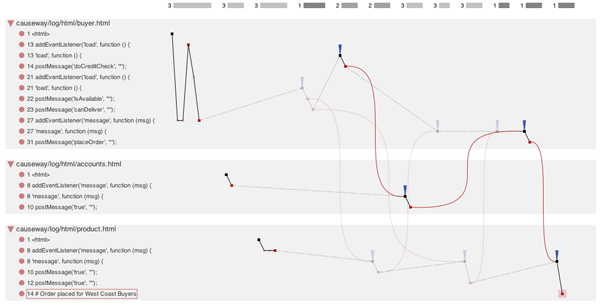 3 3 3 1 2 2 1 3 3 1 1 1
causeway/log/html/buyer.html
1 <html>
13 addEventListener('load', function () {
13 'load', function () {
14 postMessage('doCreditCheck', "");
21 addEventListener('load', function () {
21 'load', function () {
22 postMessage('isAvailable', "");
23 postMessage('canDeliver', "");
27 addEventListener('message', function (msg) {
27 'message', function (msg) {
31 postMessage('placeOrder', "");
causeway/log/html/accounts.html
1 <html>
8 addEventListener('message', function (msg) {
8 'message', function (msg) {
10 postMessage('true', "");
causeway/log/html/product.html
1 <html>
8 addEventListener('message', function (msg) {
8 'message', function (msg) {
10 postMessage('true', "");
12 postMessage('true', "");
14 # Order placed for West Coast Buyers